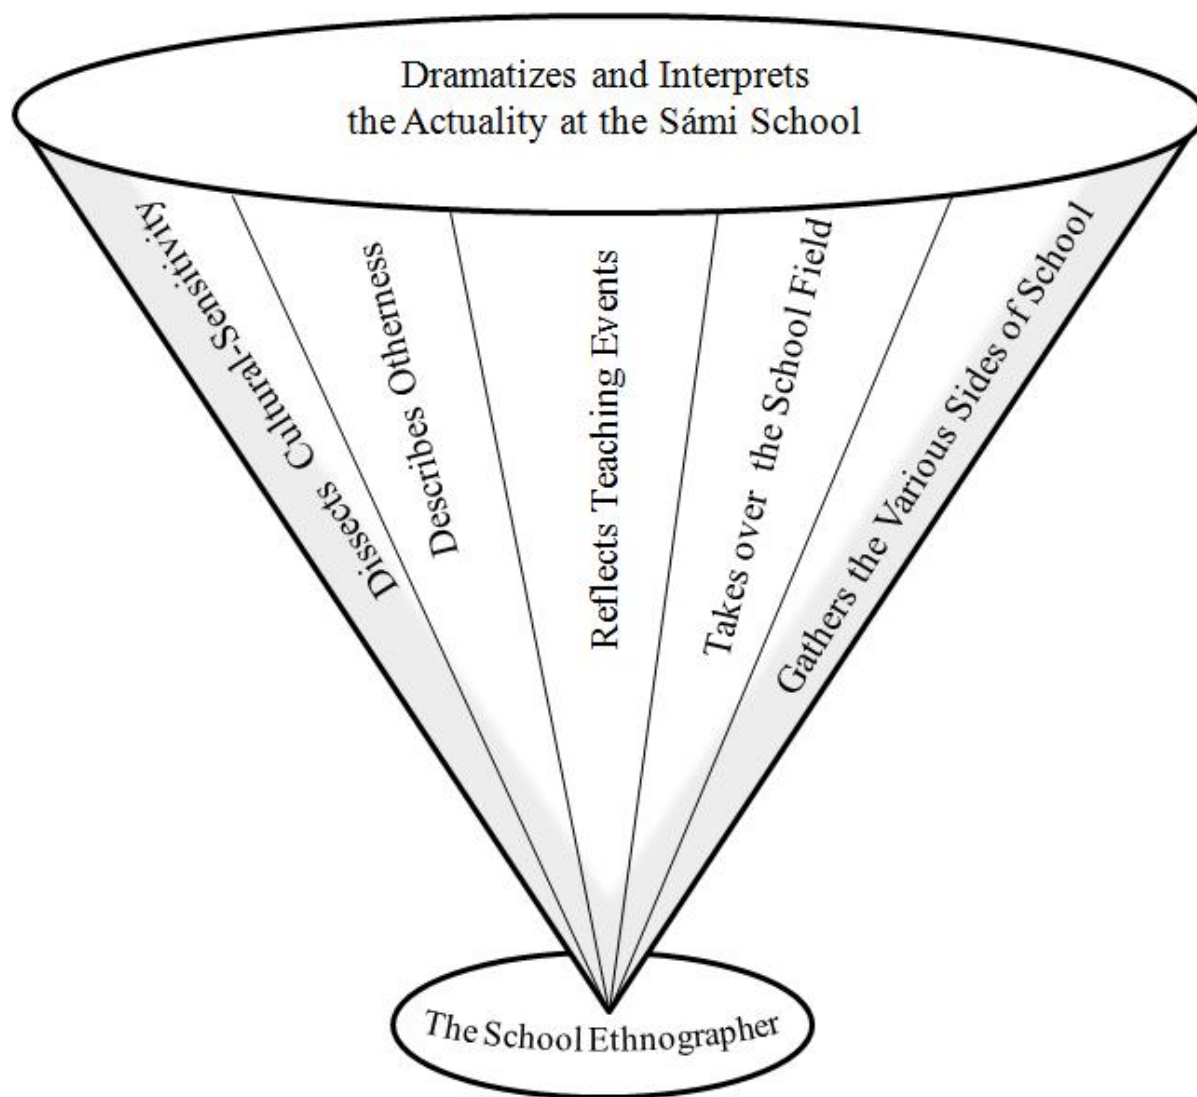 Dramatizes and Interprets
the Actuality at the Sámi School
Dissects Cultural-Sensitivity
Describes Otherness
Reflects Teaching Events
Takes over the School Field
Gathers the Various Sides of School
The School Ethnographer